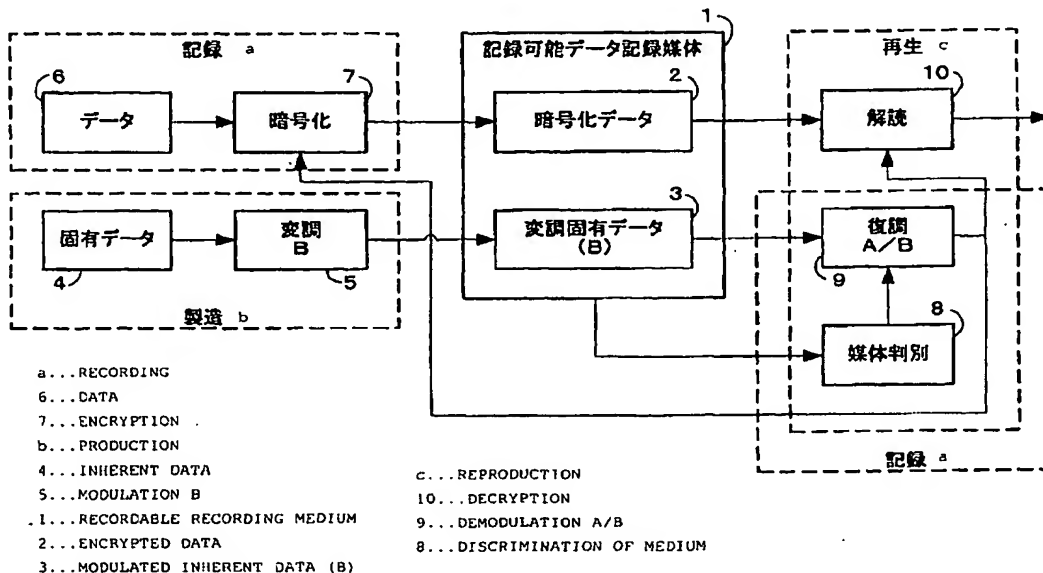 1
記録 a
6
7
データ
暗号化
記録可能データ記録媒体
2
暗号化データ
再生 c
10
解読
固有データ
4
変調
B
5
製造 b
3
変調固有データ
(B)
復調
A/B
9
8
媒体判別
記録 a
a...RECORDING
6...DATA
7...ENCRYPTION
b...PRODUCTION
4...INHERENT DATA
5...MODULATION B
1...RECORDABLE RECORDING MEDIUM
2...ENCRYPTED DATA
3...MODULATED INHERENT DATA (B)
c...REPRODUCTION
10...DECRYPTION
9...DEMODULATION A/B
8...DISCRIMINATION OF MEDIUM